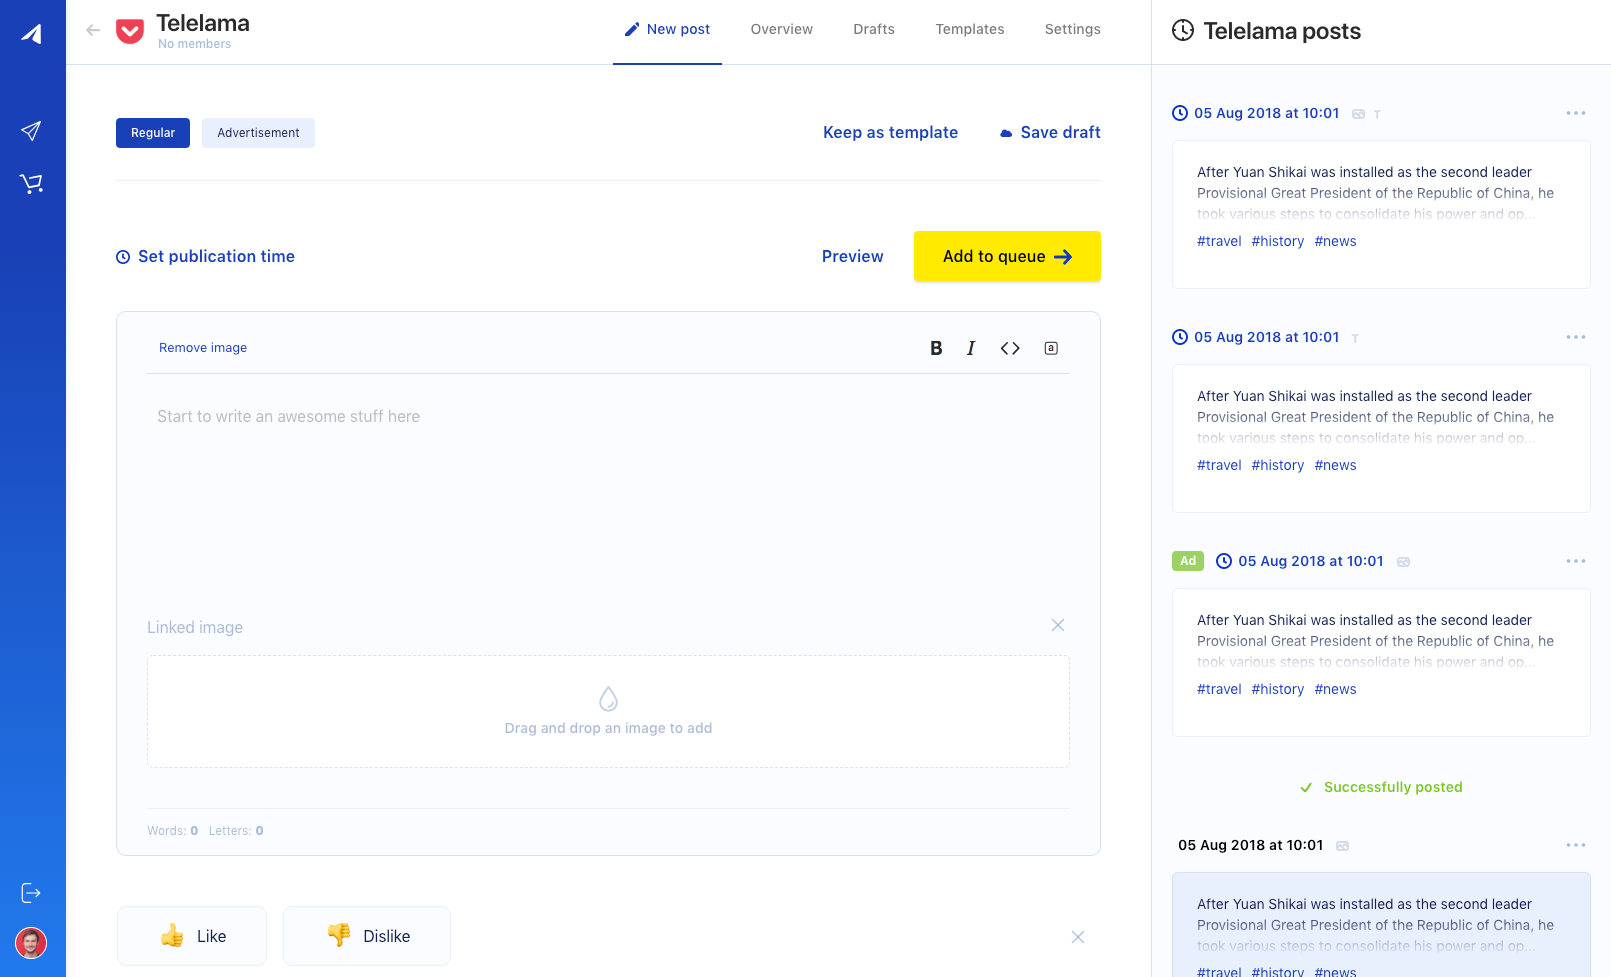 Telelama
No members
New post
Overview
Drafts
Templates
Settings
Regular
Advertisement
Keep as template
Save draft
Set publication time
Preview
Add to queue
Remove image
B I <> a
Start to write an awesome stuff here
Linked image
Drag and drop an image to add
Words: 0 Letters: 0
👍 Like
👎 Dislike
Telelama posts
05 Aug 2018 at 10:01 T
After Yuan Shikai was installed as the second leader
Provisional Great President of the Republic of China, he
took various steps to consolidate his power and op...
#travel #history #news
05 Aug 2018 at 10:01 T
After Yuan Shikai was installed as the second leader
Provisional Great President of the Republic of China, he
took various steps to consolidate his power and op...
#travel #history #news
Ad 05 Aug 2018 at 10:01
After Yuan Shikai was installed as the second leader
Provisional Great President of the Republic of China, he
took various steps to consolidate his power and op...
#travel #history #news
Successfully posted
05 Aug 2018 at 10:01
After Yuan Shikai was installed as the second leader
Provisional Great President of the Republic of China, he
took various steps to consolidate his power and op...
#travel #history #news